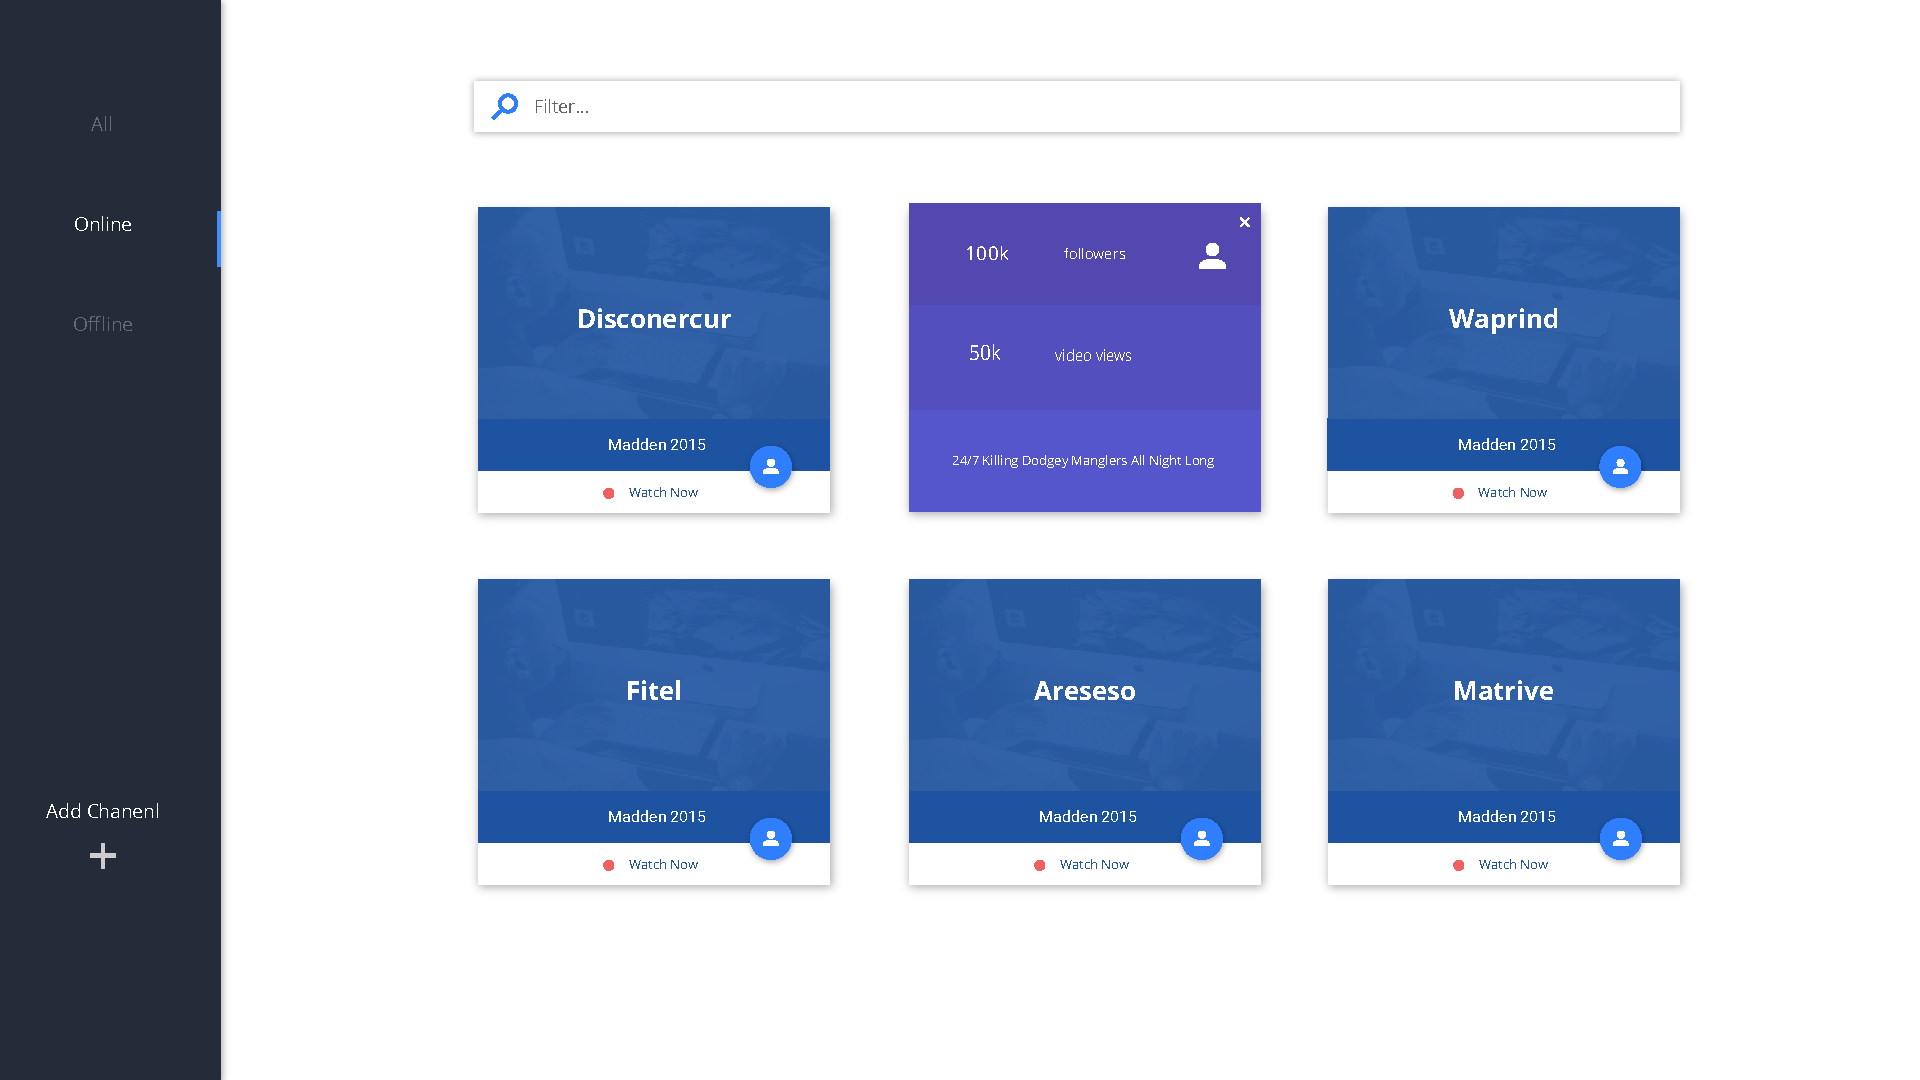 All
Online
Offline
Add Chanenl
Filter...
Disconercur
Madden 2015
Watch Now
100k followers
50k video views
24/7 Killing Dodgey Manglers All Night Long
Waprind
Madden 2015
Watch Now
Fitel
Madden 2015
Watch Now
Areseso
Madden 2015
Watch Now
Matrive
Madden 2015
Watch Now